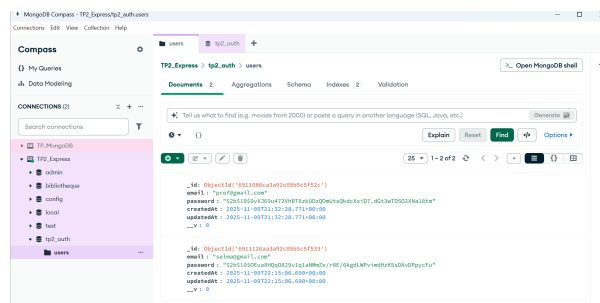 MongoDB Compass - TP2_Express/tp2_auth.users
Connections Edit View Collection Help
Compass
My Queries
Data Modeling
CONNECTIONS (2)
Search connections
TP_MongoDB
TP2_Express
admin
bibliotheque
config
local
test
tp2_auth
users
users tp2_auth
TP2_Express > tp2_auth > users
Open MongoDB shell
Documents 2 Aggregations Schema Indexes 2 Validation
Tell us what to find (e.g. movies from 2000) or paste a query in another language (SQL, Java, etc.)
Generate
{} Explain Reset Find Options
25 1 – 2 of 2
_id: ObjectId('6911086ca3a92c05b5c5f52c')
email : "prof@gmail.com"
createdAt : 2025-11-09T21:32:28.771+00:00
updatedAt : 2025-11-09T21:32:28.771+00:00
__v : 0
_id: ObjectId('6911126aa3a92c05b5c5f533')
email : "selma@gmail.com"
createdAt : 2025-11-09T22:15:06.690+00:00
updatedAt : 2025-11-09T22:15:06.690+00:00
__v : 0